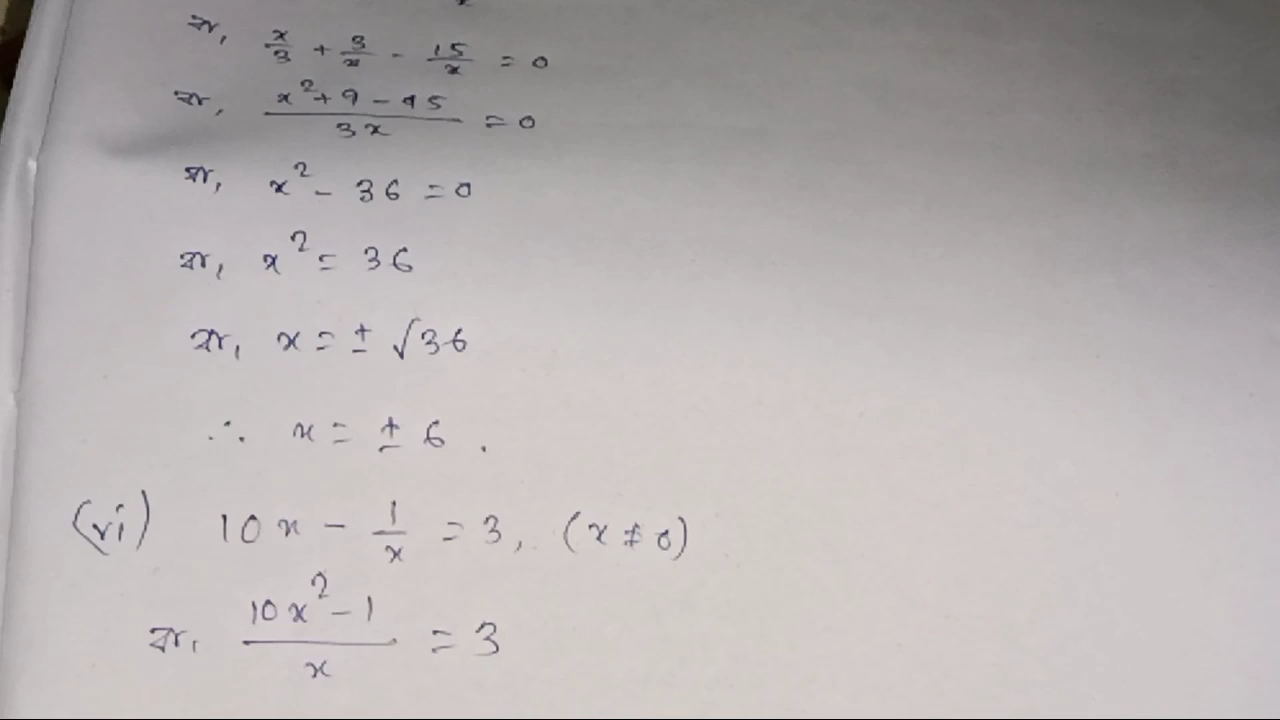 বা, x/3 + 3/x - 15/x = 0
বা, (x² + 9 - 45)/3x = 0
বা, x² - 36 = 0
বা, x² = 36
বা, x = ± √36
∴ x = ± 6.
(vi) 10x - 1/x = 3, (x ≠ 0)
বা, (10x² - 1)/x = 3